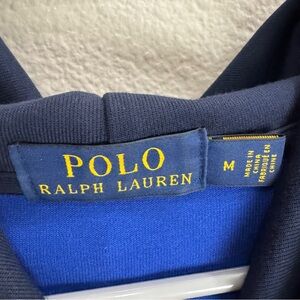 POLO
RALPH LAUREN
M
MADE IN
CHINA
FABRIQUÉ EN
CHINE